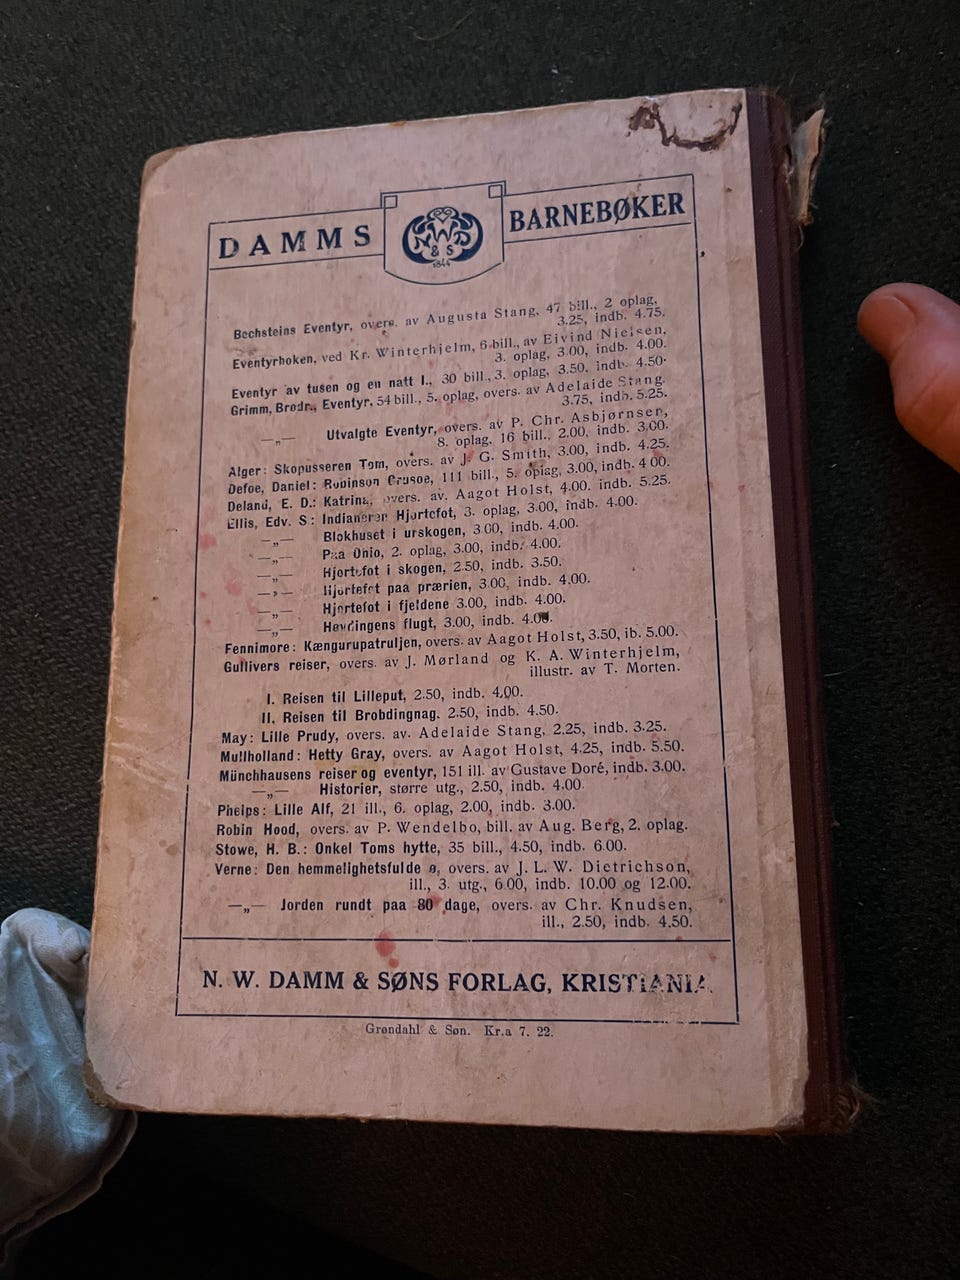 DAMMS
NWD
& S
1844
BARNEBØKER
Bechsteins Eventyr, overs. av Augusta Stang, 47 bill., 2 oplag,
3.25, indb. 4.75.
Eventyrboken, ved Kr. Winterhjelm, 6 bill., av Eivind Nielsen,
3. oplag, 3.00, indb. 4.00.
Eventyr av tusen og en natt I., 30 bill., 3. oplag, 3.50, indb. 4.50.
Grimm, Brødr., Eventyr, 54 bill., 5. oplag, overs. av Adelaide Stang.
3.75, indb. 5.25.
—„— Utvalgte Eventyr, overs. av P. Chr. Asbjørnsen,
8. oplag, 16 bill., 2.00, indb. 3.00.
Alger: Skopusseren Tom, overs. av J. G. Smith, 3.00, indb. 4.25.
Defoe, Daniel: Robinson Crusoe, 111 bill., 5. oplag, 3.00, indb. 4 00.
Deland, E. D.: Katrina, overs. av. Aagot Holst, 4.00. indb. 5.25.
Ellis, Edv. S: Indianeren Hjortefot, 3. oplag, 3.00, indb. 4.00.
—„— Blokhuset i urskogen, 3 00, indb. 4.00.
—„— Paa Ohio, 2. oplag, 3.00, indb. 4.00.
—„— Hjortefot i skogen, 2.50, indb. 3.50.
—„— Hjortefot paa prærien, 3.00, indb. 4.00.
—„— Hjortefot i fjeldene 3.00, indb. 4.00.
—„— Hevdingens flugt, 3.00, indb. 4.00.
Fennimore: Kængurupatruljen, overs. av Aagot Holst, 3.50, ib. 5.00.
Gullivers reiser, overs. av J. Mørland og K. A. Winterhjelm,
illustr. av T. Morten.
I. Reisen til Lilleput, 2.50, indb. 4.00.
II. Reisen til Brobdingnag. 2.50, indb. 4.50.
May: Lille Prudy, overs. av. Adelaide Stang, 2.25, indb. 3.25.
Mullholland: Hetty Gray, overs. av Aagot Holst, 4.25, indb. 5.50.
Münchhausens reiser og eventyr, 151 ill. av Gustave Doré, indb. 3.00.
—„— Historier, større utg., 2.50, indb. 4.00.
Phelps: Lille Alf, 21 ill., 6. oplag, 2.00, indb. 3.00.
Robin Hood, overs. av P. Wendelbo, bill. av Aug. Berg, 2. oplag.
Stowe, H. B.: Onkel Toms hytte, 35 bill., 4.50, indb. 6.00.
Verne: Den hemmelighetsfulde ø, overs. av J. L. W. Dietrichson,
ill., 3. utg., 6 00, indb. 10.00 og 12.00.
—„— Jorden rundt paa 80 dage, overs. av Chr. Knudsen,
ill., 2.50, indb. 4.50.
N. W. DAMM & SØNS FORLAG, KRISTIANIA.
Grøndahl & Søn. Kr.a 7. 22.